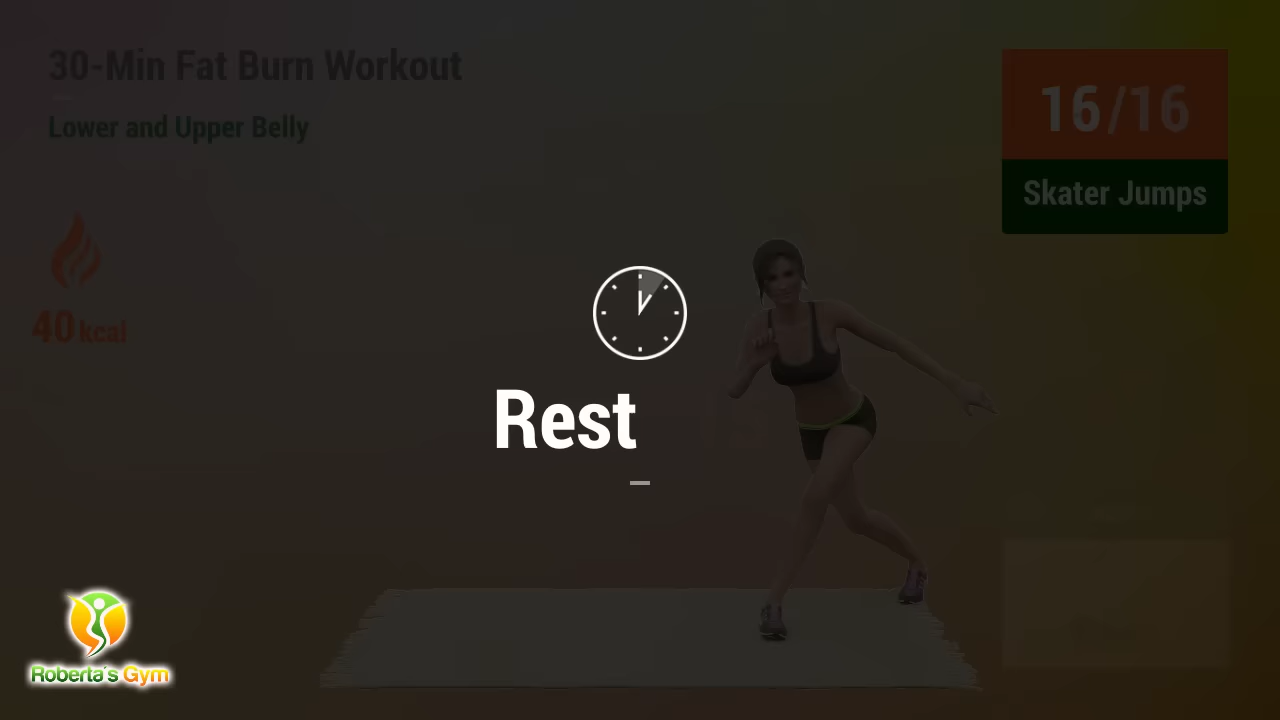 30-Min Fat Burn Workout
Lower and Upper Belly
16/16
Skater Jumps
40 kcal
Rest
Roberta's Gym